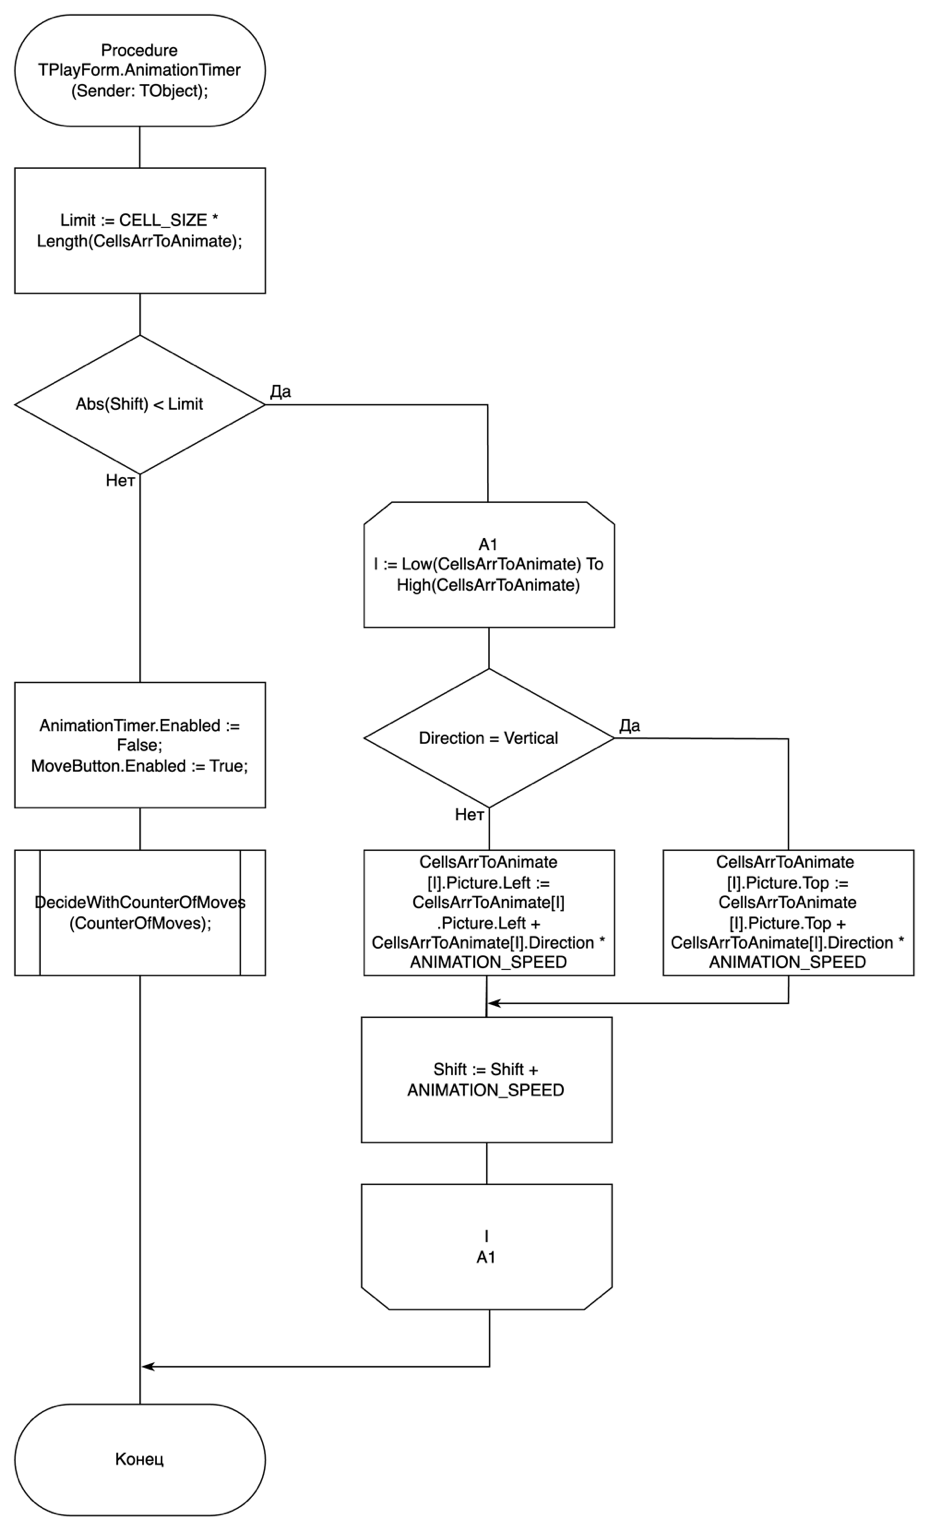 Procedure
TPlayForm.AnimationTimer
(Sender: TObject);
Limit := CELL_SIZE *
Length(CellsArrToAnimate);
Abs(Shift) < Limit
Да
Нет
A1
I := Low(CellsArrToAnimate) To
High(CellsArrToAnimate)
Direction = Vertical
Да
Нет
AnimationTimer.Enabled :=
False;
MoveButton.Enabled := True;
DecideWithCounterOfMoves
(CounterOfMoves);
CellsArrToAnimate
[I].Picture.Left :=
CellsArrToAnimate[I]
.Picture.Left +
CellsArrToAnimate[I].Direction *
ANIMATION_SPEED
CellsArrToAnimate
[I].Picture.Top :=
CellsArrToAnimate
[I].Picture.Top +
CellsArrToAnimate[I].Direction *
ANIMATION_SPEED
Shift := Shift +
ANIMATION_SPEED
I
A1
Конец